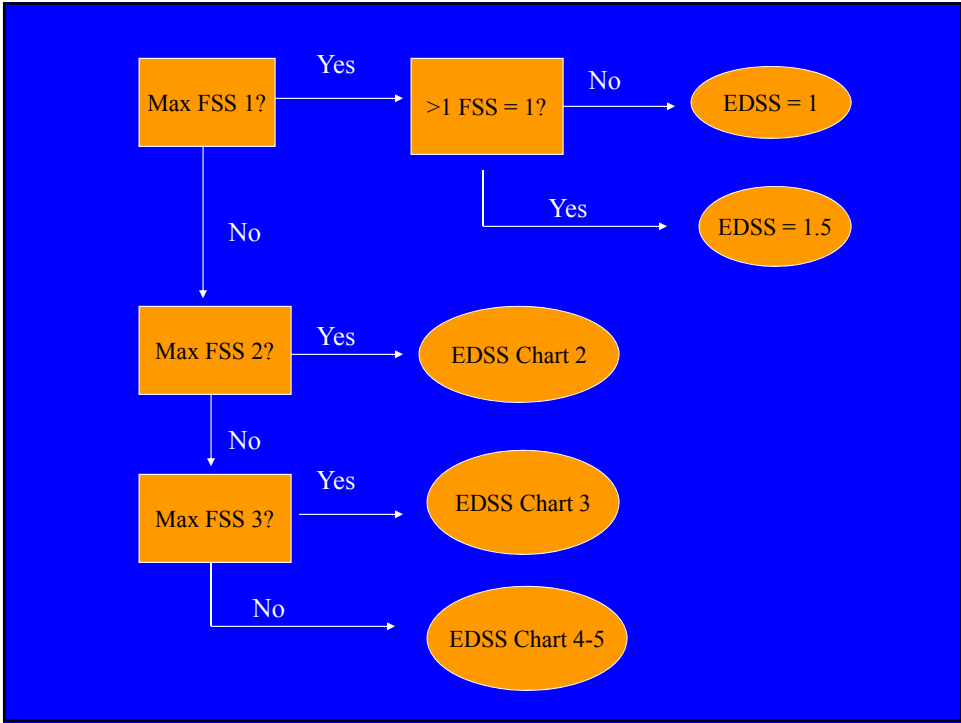 Max FSS 1?
Yes
>1 FSS = 1?
No
EDSS = 1
Yes
EDSS = 1.5
No
Max FSS 2?
Yes
EDSS Chart 2
No
Max FSS 3?
Yes
EDSS Chart 3
No
EDSS Chart 4-5